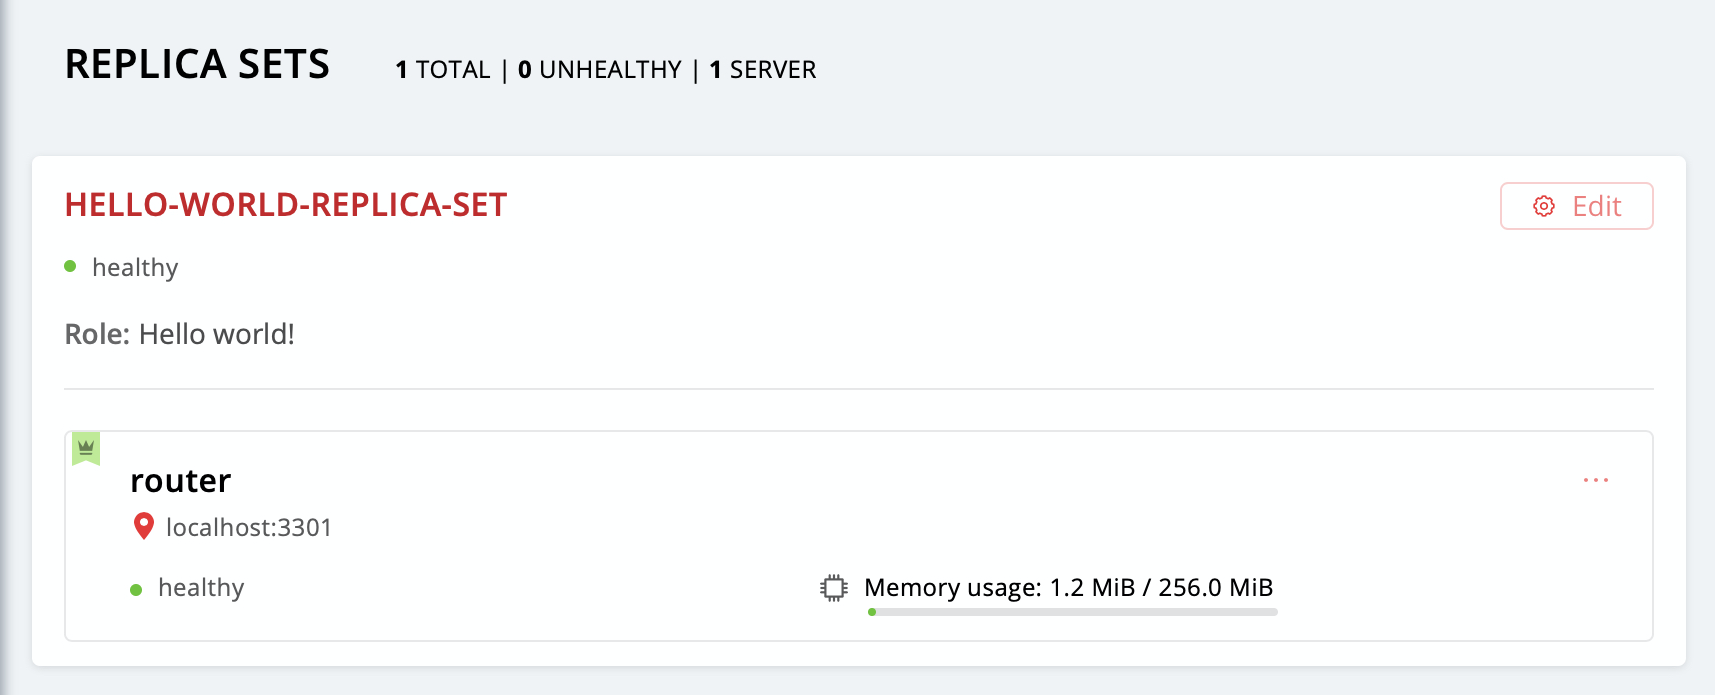 REPLICA SETS
1 TOTAL | 0 UNHEALTHY | 1 SERVER
HELLO-WORLD-REPLICA-SET
Edit
healthy
Role: Hello world!
router
localhost:3301
healthy
Memory usage: 1.2 MiB / 256.0 MiB